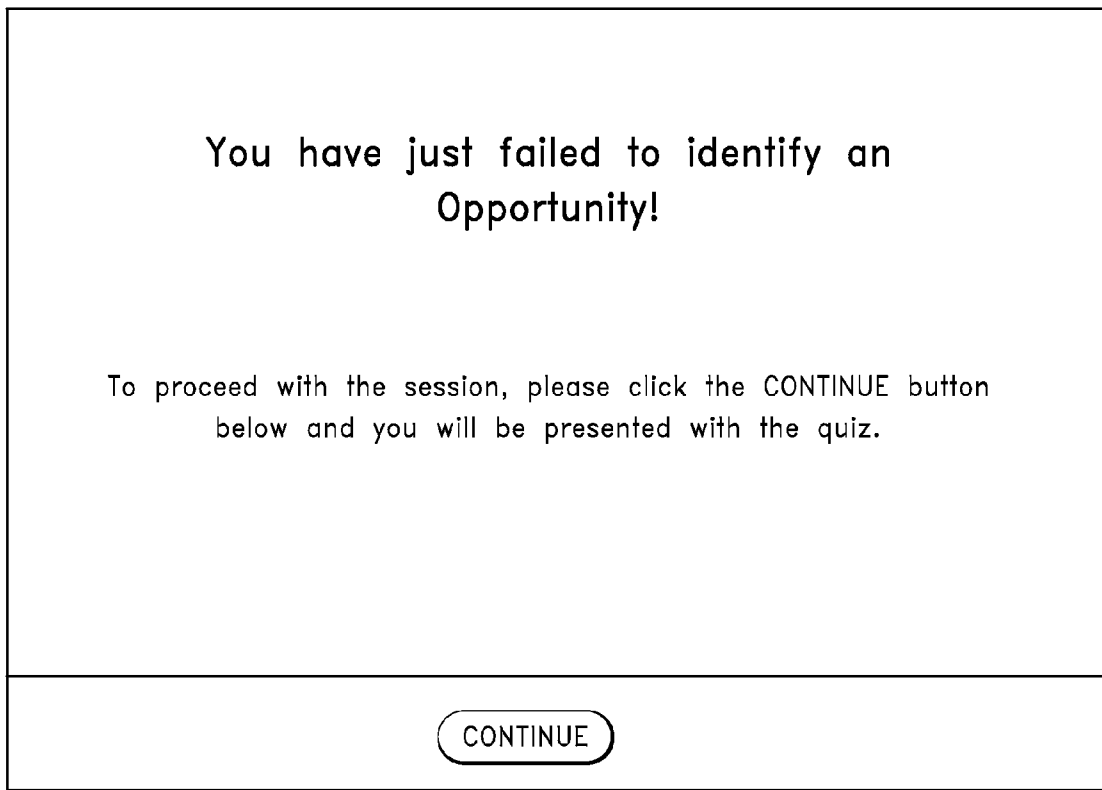 You have just failed to identify an
Opportunity!
To proceed with the session, please click the CONTINUE button
below and you will be presented with the quiz.
CONTINUE